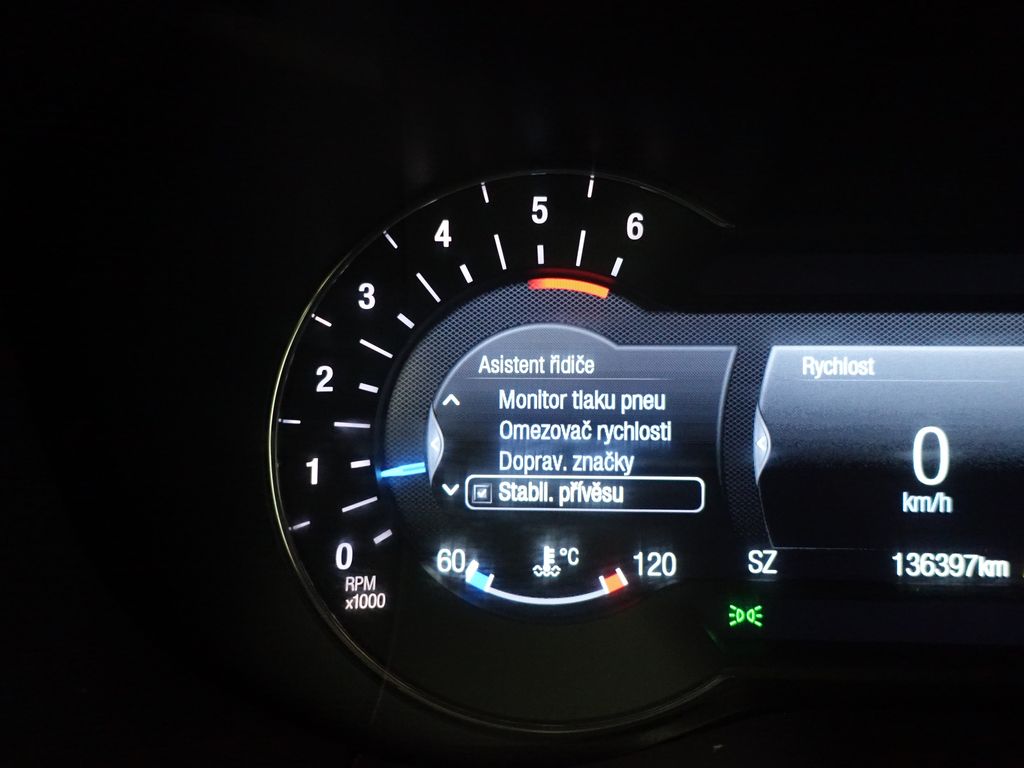 6
5
4
3
2
1
0
RPM
x1000
Asistent řidiče
Monitor tlaku pneu
Omezovač rychlosti
Doprav. značky
Stabil. přívěsu
60
°C
120
Rychlost
0
km/h
SZ
136397km